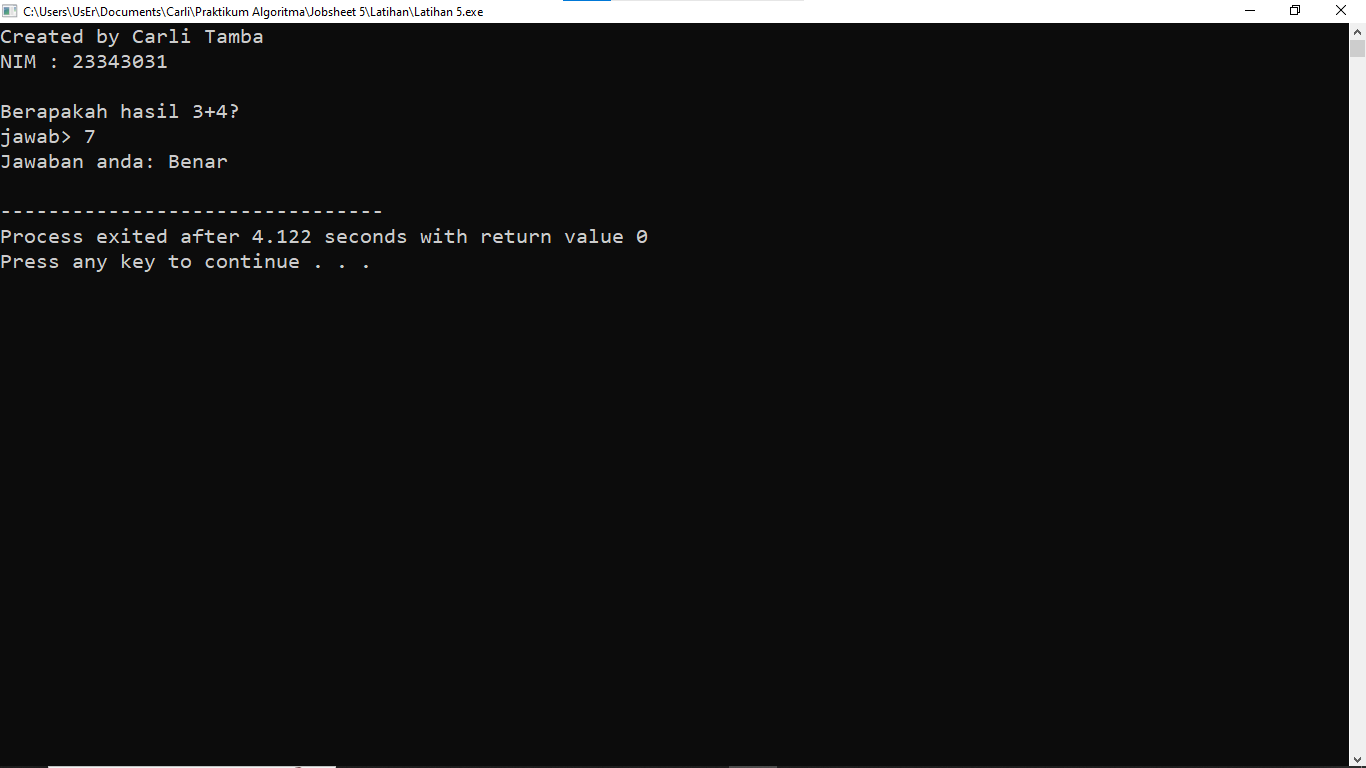 C:\Users\UsEr\Documents\Carli\Praktikum Algoritma\Jobsheet 5\Latihan\Latihan 5.exe
Created by Carli Tamba
NIM : 23343031
Berapakah hasil 3+4?
jawab> 7
Jawaban anda: Benar
--------------------------------
Process exited after 4.122 seconds with return value 0
Press any key to continue . . .